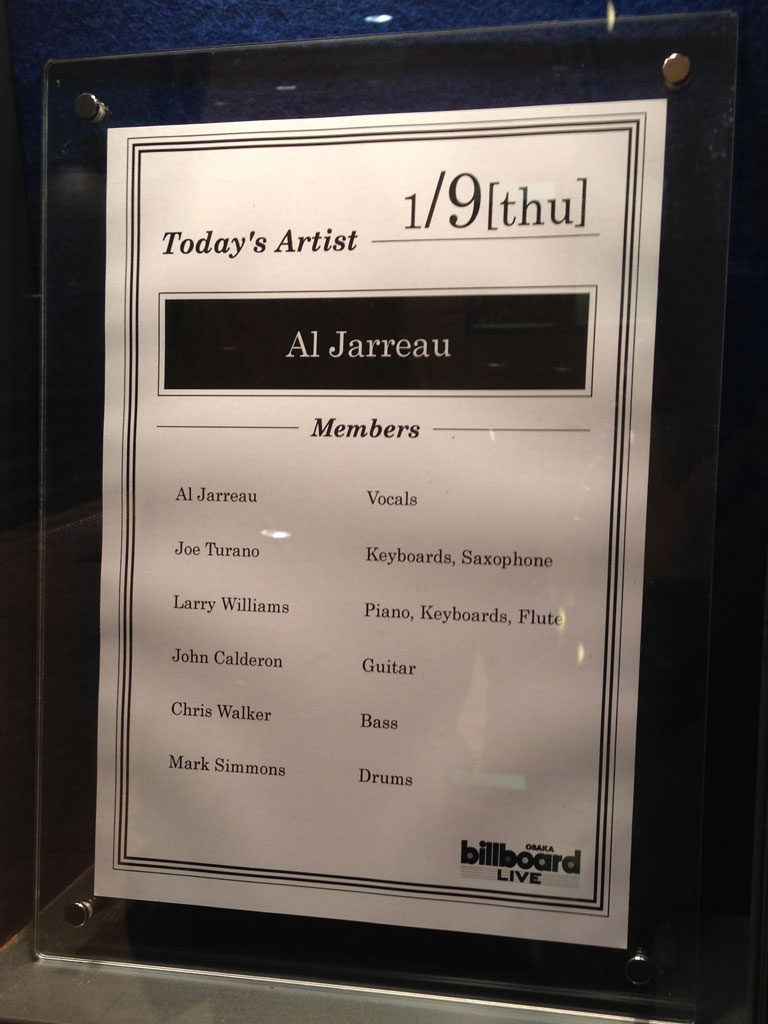 1/9[thu]
Today's Artist
Al Jarreau
Members
Al Jarreau Vocals
Joe Turano Keyboards, Saxophone
Larry Williams Piano, Keyboards, Flute
John Calderon Guitar
Chris Walker Bass
Mark Simmons Drums
OSAKA
billboard
LIVE